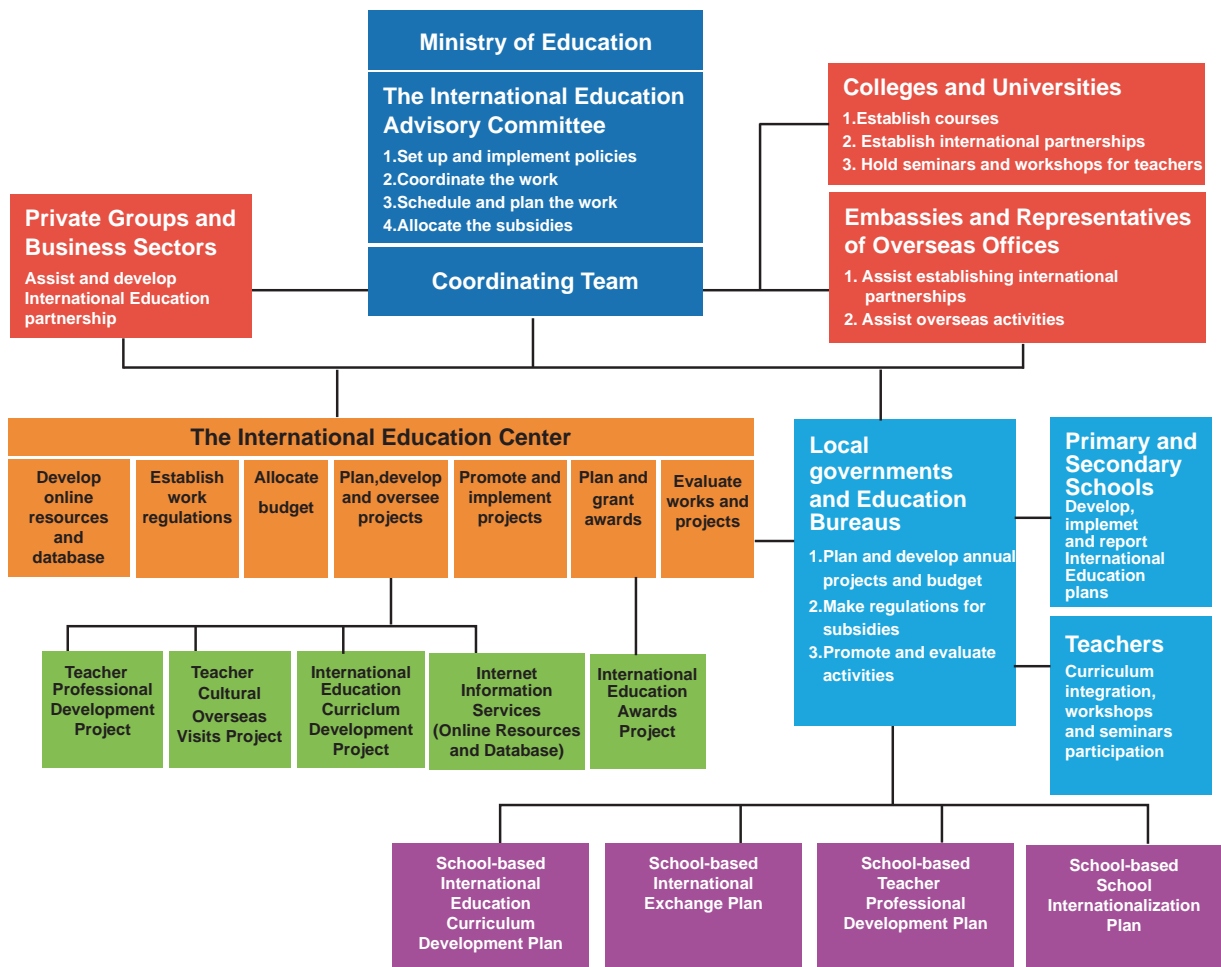 Ministry of Education
The International Education
Advisory Committee
1.Set up and implement policies
2.Coordinate the work
3.Schedule and plan the work
4.Allocate the subsidies
Coordinating Team
Colleges and Universities
1.Establish courses
2. Establish international partnerships
3. Hold seminars and workshops for teachers
Private Groups and
Business Sectors
Assist and develop
International Education
partnership
Embassies and Representatives
of Overseas Offices
1. Assist establishing international
partnerships
2. Assist overseas activities
The International Education Center
Develop
online
resources
and
database
Establish
work
regulations
Allocate
budget
Plan,develop
and oversee
projects
Promote and
implement
projects
Plan and
grant
awards
Evaluate
works and
projects
Local
governments
and Education
Bureaus
1.Plan and develop annual
projects and budget
2.Make regulations for
subsidies
3.Promote and evaluate
activities
Primary and
Secondary
Schools
Develop,
implemet
and report
International
Education
plans
Teachers
Curriculum
integration,
workshops
and seminars
participation
Teacher
Professional
Development
Project
Teacher
Cultural
Overseas
Visits Project
International
Education
Curriclum
Development
Project
Internet
Information
Services
(Online Resources
and Database)
International
Education
Awards
Project
School-based
International
Education
Curriculum
Development Plan
School-based
International
Exchange Plan
School-based
Teacher
Professional
Development Plan
School-based
School
Internationalization
Plan